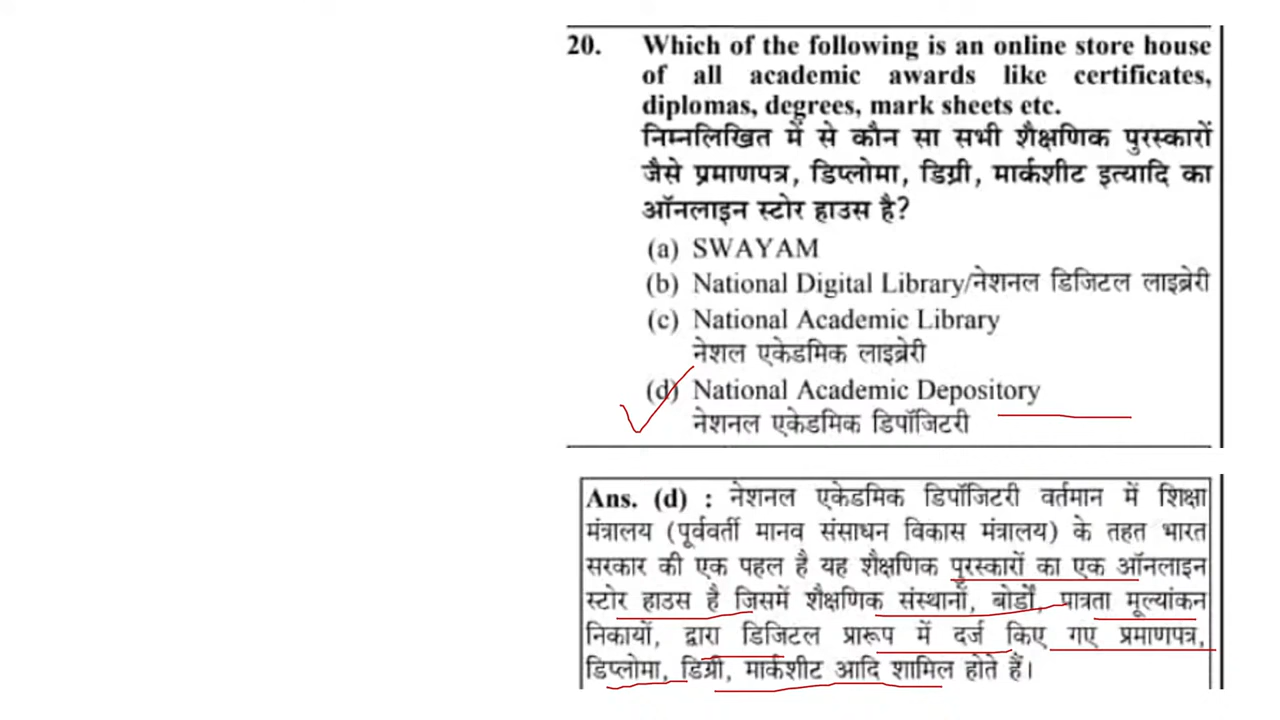 20. Which of the following is an online store house
of all academic awards like certificates,
diplomas, degrees, mark sheets etc.
निम्नलिखित में से कौन सा सभी शैक्षणिक पुरस्कारों
जैसे प्रमाणपत्र, डिप्लोमा, डिग्री, मार्कशीट इत्यादि का
ऑनलाइन स्टोर हाउस है?
(a) SWAYAM
(b) National Digital Library/नेशनल डिजिटल लाइब्रेरी
(c) National Academic Library
नेशल एकेडमिक लाइब्रेरी
(d) National Academic Depository
नेशनल एकेडमिक डिपॉजिटरी
Ans. (d) : नेशनल एकेडमिक डिपॉजिटरी वर्तमान में शिक्षा
मंत्रालय (पूर्ववर्ती मानव संसाधन विकास मंत्रालय) के तहत भारत
सरकार की एक पहल है यह शैक्षणिक पुरस्कारों का एक ऑनलाइन
स्टोर हाउस है जिसमें शैक्षणिक संस्थानों, बोर्डों, पात्रता मूल्यांकन
निकायों, द्वारा डिजिटल प्रारूप में दर्ज किए गए प्रमाणपत्र,
डिप्लोमा, डिग्री, मार्कशीट आदि शामिल होते हैं।